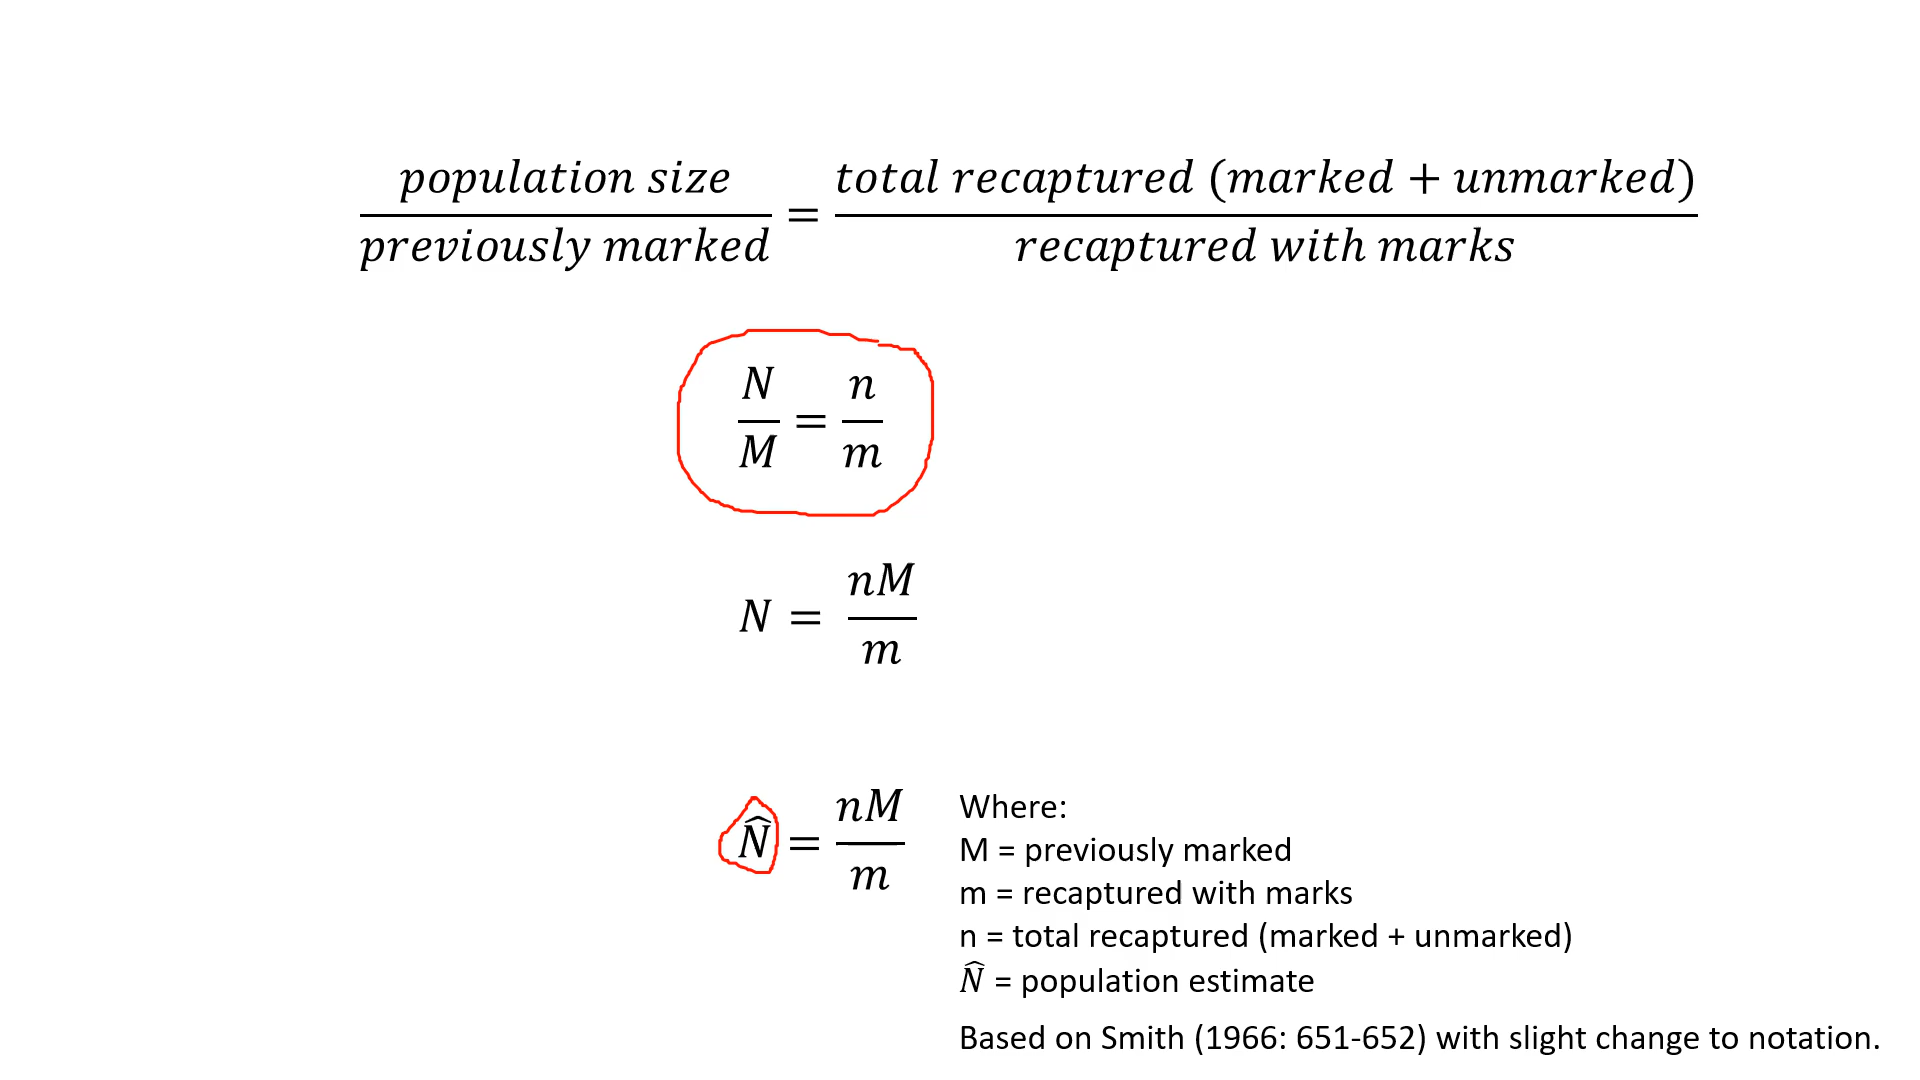 population size / previously marked = total recaptured (marked + unmarked) / recaptured with marks
N / M = n / m
N = nM / m
N̂ = nM / m
Where:
M = previously marked
m = recaptured with marks
n = total recaptured (marked + unmarked)
N̂ = population estimate
Based on Smith (1966: 651-652) with slight change to notation.